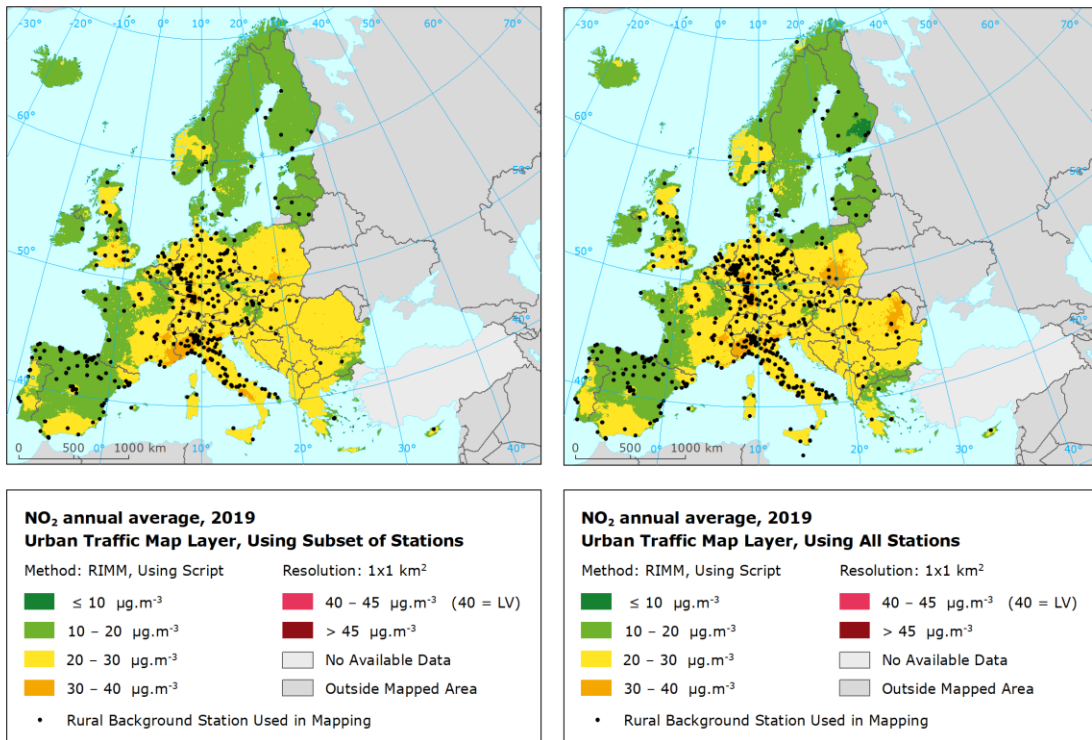 -30° -20° -10° 0° 10° 20° 30° 40° 50° 60° 70°
60°
50°
50°
40°
40°
0 500 1000 km
0° 10° 20° 30° 40°
NO₂ annual average, 2019
Urban Traffic Map Layer, Using Subset of Stations
Method: RIMM, Using Script Resolution: 1x1 km²
≤ 10 µg.m⁻³ 40 – 45 µg.m⁻³ (40 = LV)
10 – 20 µg.m⁻³ > 45 µg.m⁻³
20 – 30 µg.m⁻³ No Available Data
30 – 40 µg.m⁻³ Outside Mapped Area
• Rural Background Station Used in Mapping
-30° -20° -10° 0° 10° 20° 30° 40° 50° 60° 70°
60°
50°
50°
40°
40°
0 500 1000 km
0° 10° 20° 30° 40°
NO₂ annual average, 2019
Urban Traffic Map Layer, Using All Stations
Method: RIMM, Using Script Resolution: 1x1 km²
≤ 10 µg.m⁻³ 40 – 45 µg.m⁻³ (40 = LV)
10 – 20 µg.m⁻³ > 45 µg.m⁻³
20 – 30 µg.m⁻³ No Available Data
30 – 40 µg.m⁻³ Outside Mapped Area
• Rural Background Station Used in Mapping